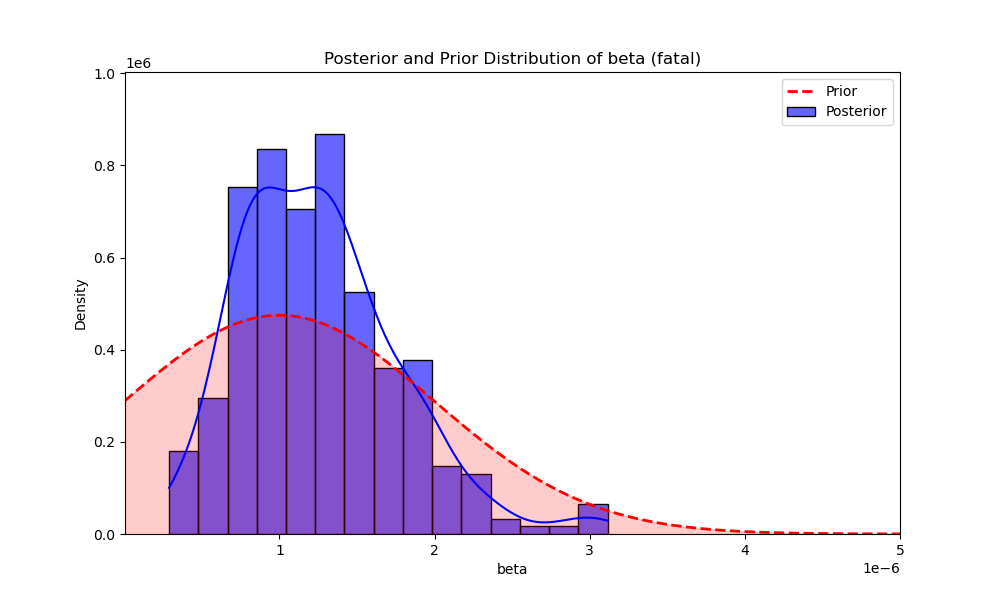 Posterior and Prior Distribution of beta (fatal)
1e6
Prior
Posterior
Density
1.0
0.8
0.6
0.4
0.2
0.0
1 2 3 4 5
beta
1e−6